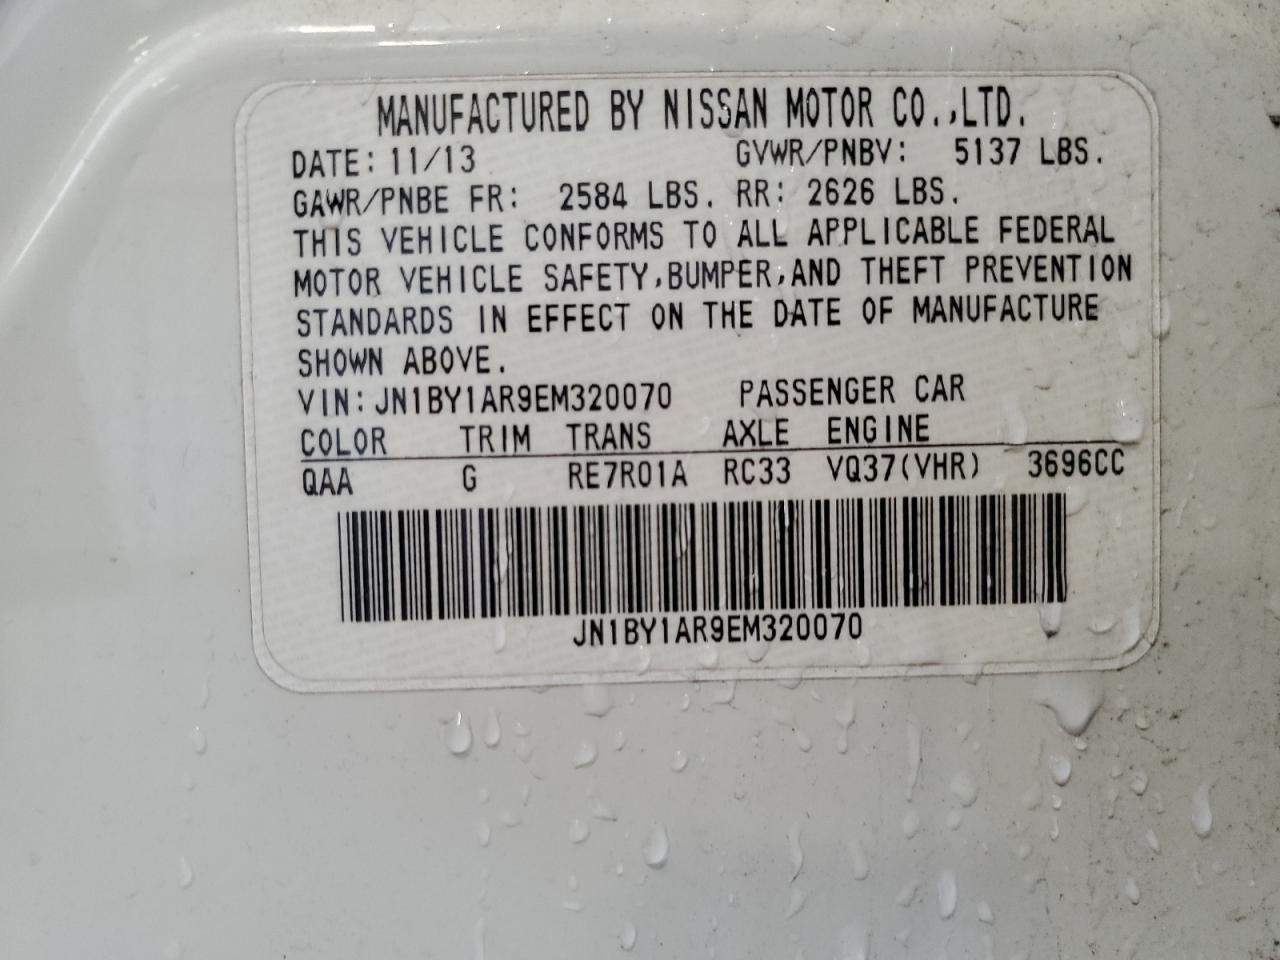 MANUFACTURED BY NISSAN MOTOR CO.,LTD.
DATE: 11/13 GVWR/PNBV: 5137 LBS.
GAWR/PNBE FR: 2584 LBS. RR: 2626 LBS.
THIS VEHICLE CONFORMS TO ALL APPLICABLE FEDERAL
MOTOR VEHICLE SAFETY,BUMPER,AND THEFT PREVENTION
STANDARDS IN EFFECT ON THE DATE OF MANUFACTURE
SHOWN ABOVE.
VIN:JN1BY1AR9EM320070 PASSENGER CAR
COLOR TRIM TRANS AXLE ENGINE
QAA G RE7R01A RC33 VQ37(VHR) 3696CC
JN1BY1AR9EM320070